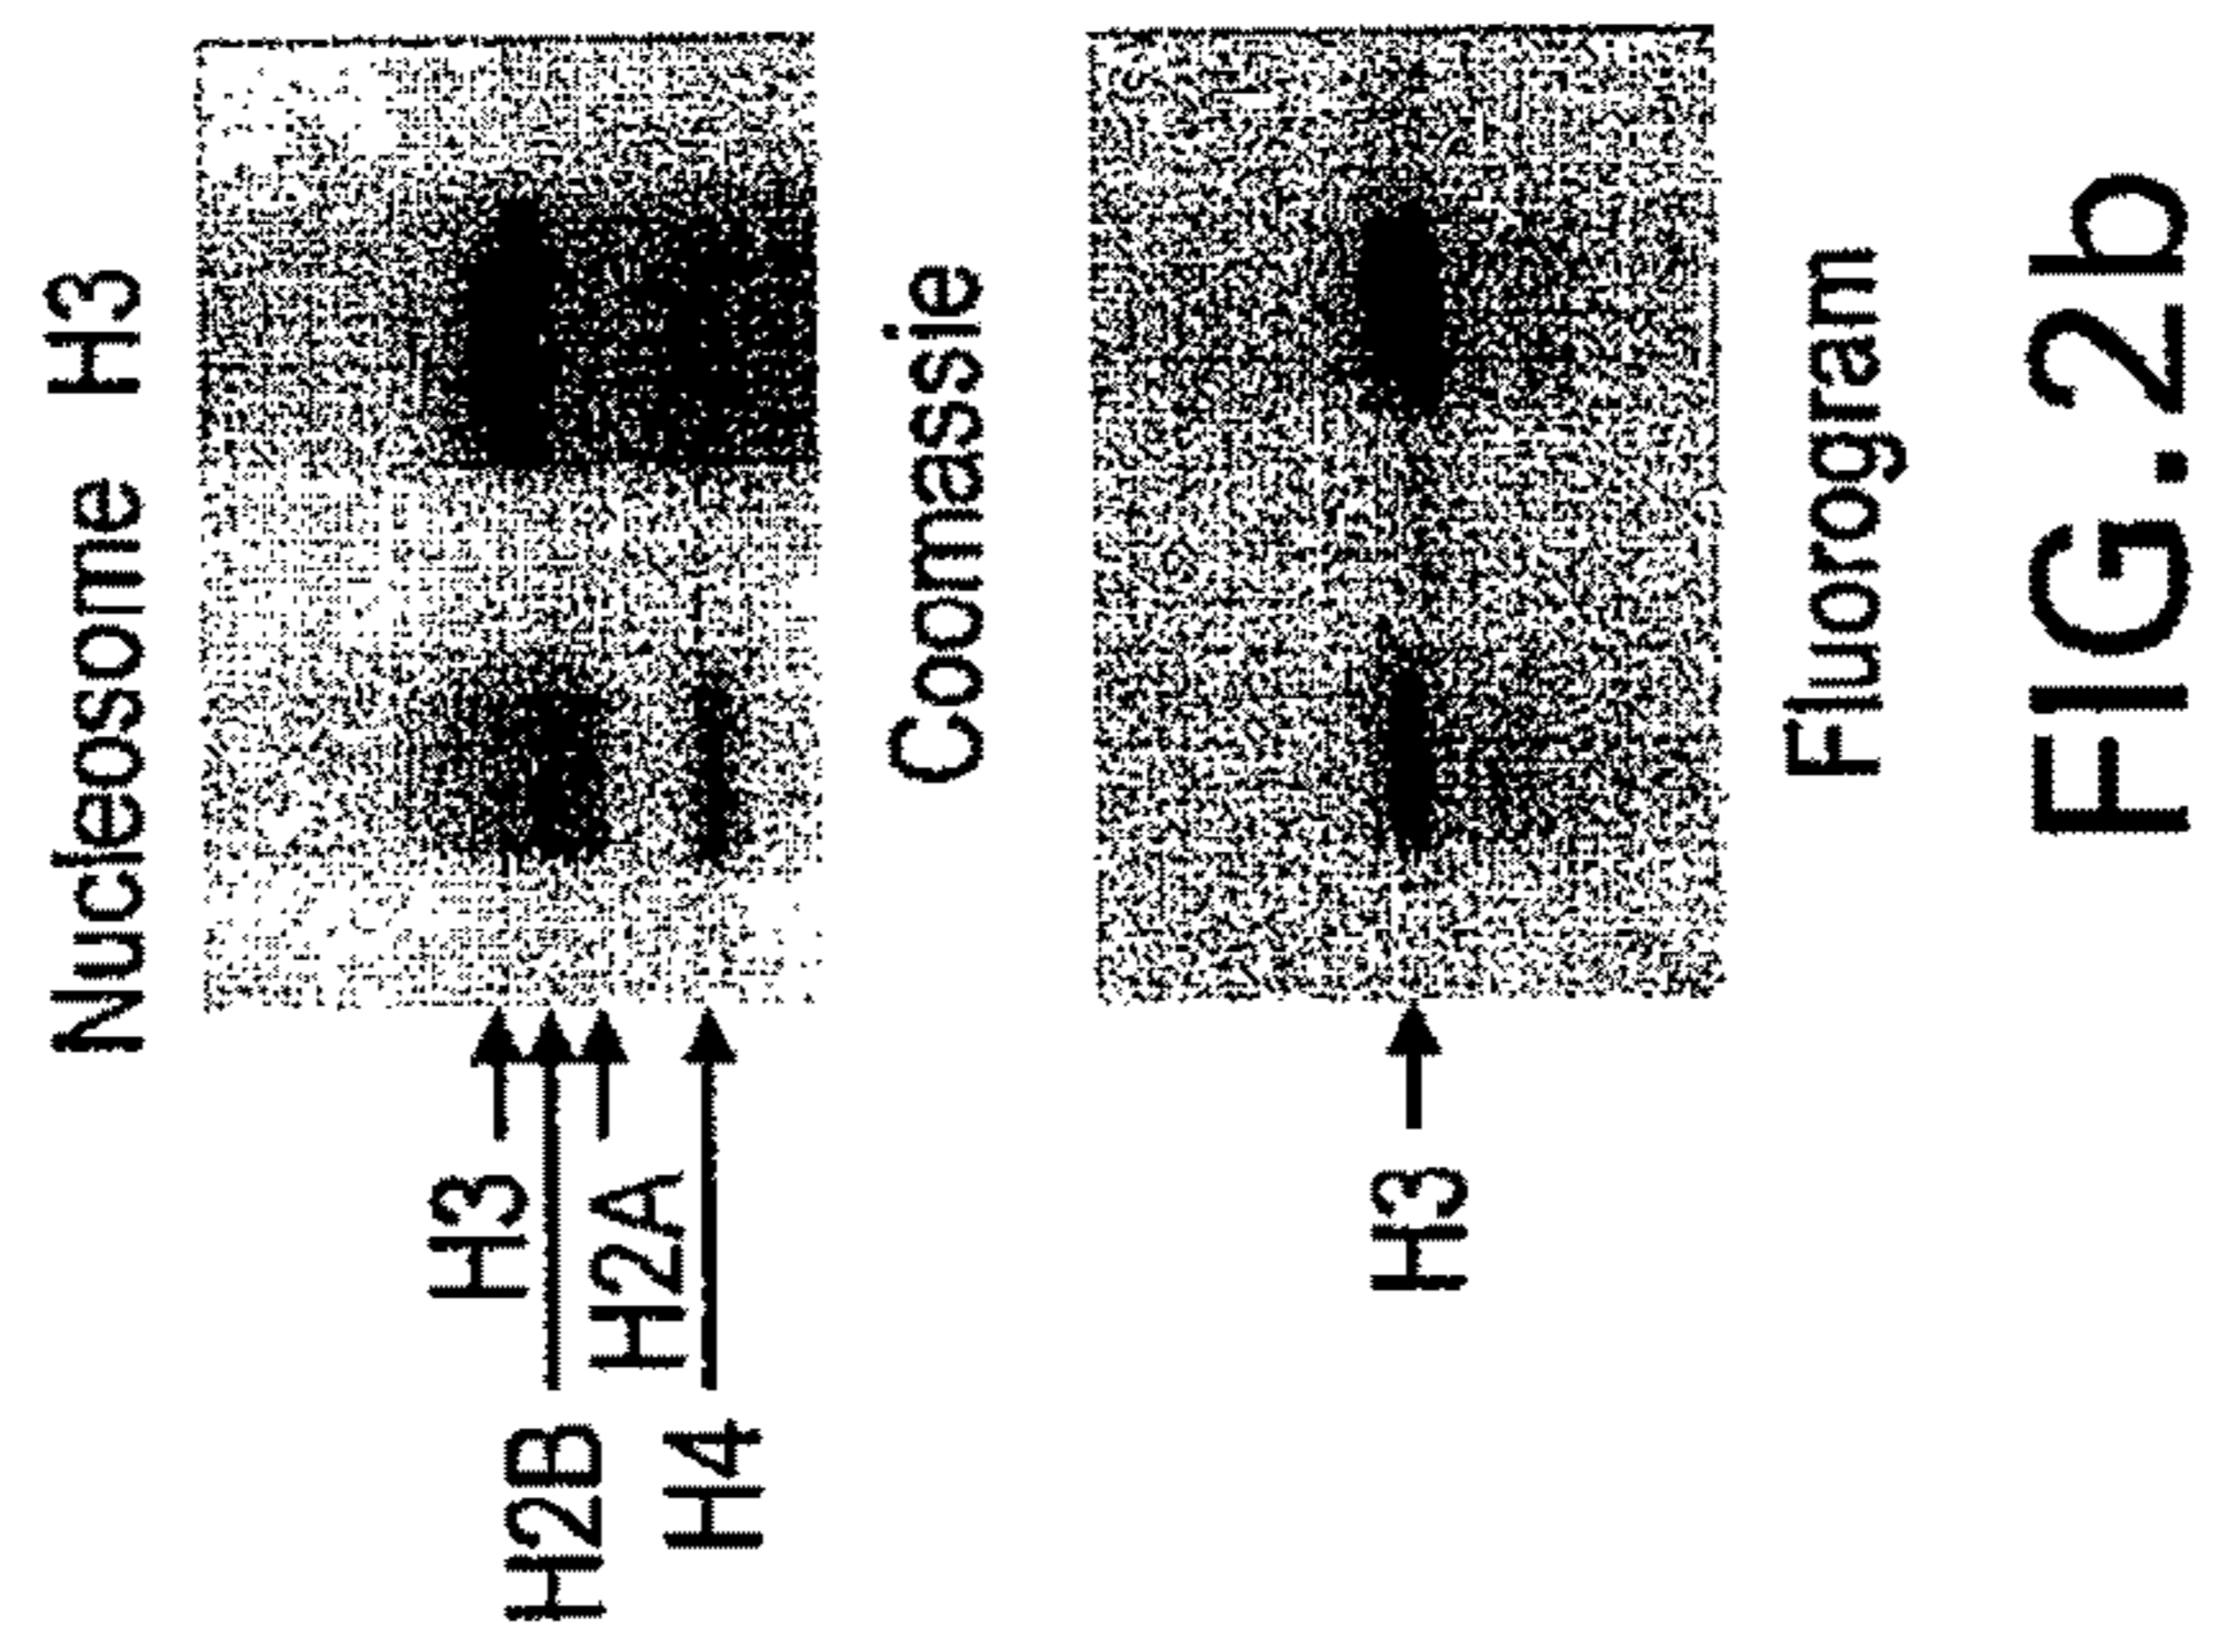 Nucleosome H3
H3
H2B
H2A
H4
Coomassie
H3
Fluorogram
FIG. 2b